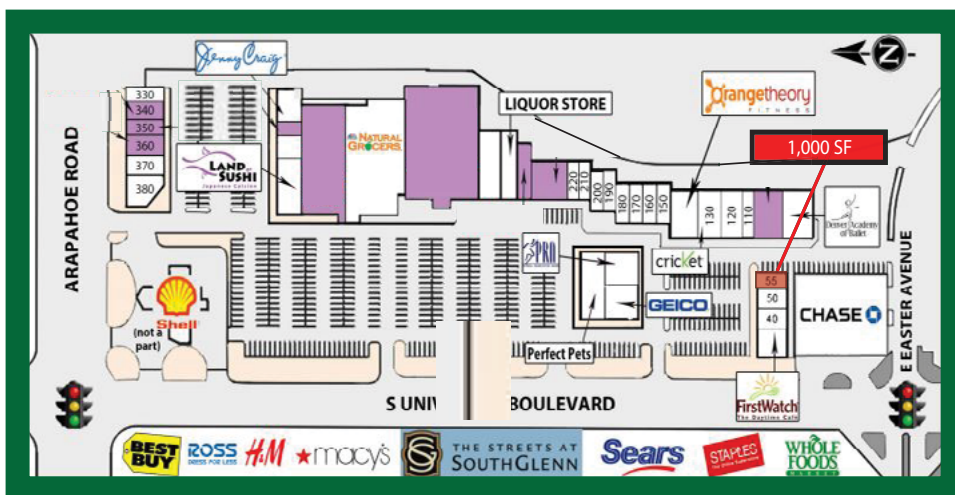 N
Jenny Craig
330
340
350
360
370
380
LAND of
SUSHI
Japanese Cuisine
NATURAL
GROCERS
LIQUOR STORE
orangetheory
FITNESS
1,000 SF
220
210
200
190
180
170
160
150
130
120
110
Denver Academy
of Ballet
ARAPAHOE ROAD
E EASTER AVENUE
Shell
(not a
part)
PRO
cricket
GEICO
Perfect Pets
55
50
40
CHASE
FirstWatch
The Daytime Cafe
S UNIV
BOULEVARD
BEST
BUY
ROSS
DRESS FOR LESS
H&M
macy's
SG
THE STREETS AT
SOUTHGLENN
Sears
STAPLES
WHOLE
FOODS
MARKET